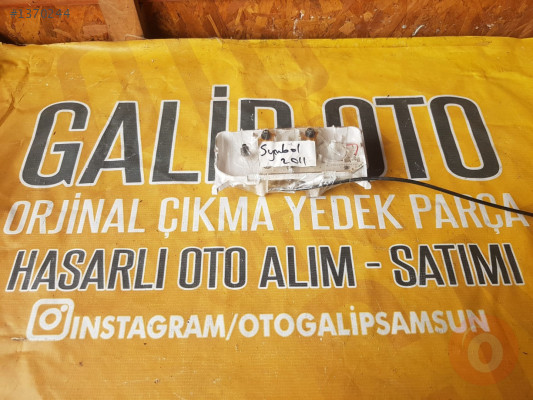 GALİP OTO
Symbol
2011
ORJİNAL ÇIKMA YEDEK PARÇA
HASARLI OTO ALIM - SATIMI
INSTAGRAM/OTOGALIPSAMSUN